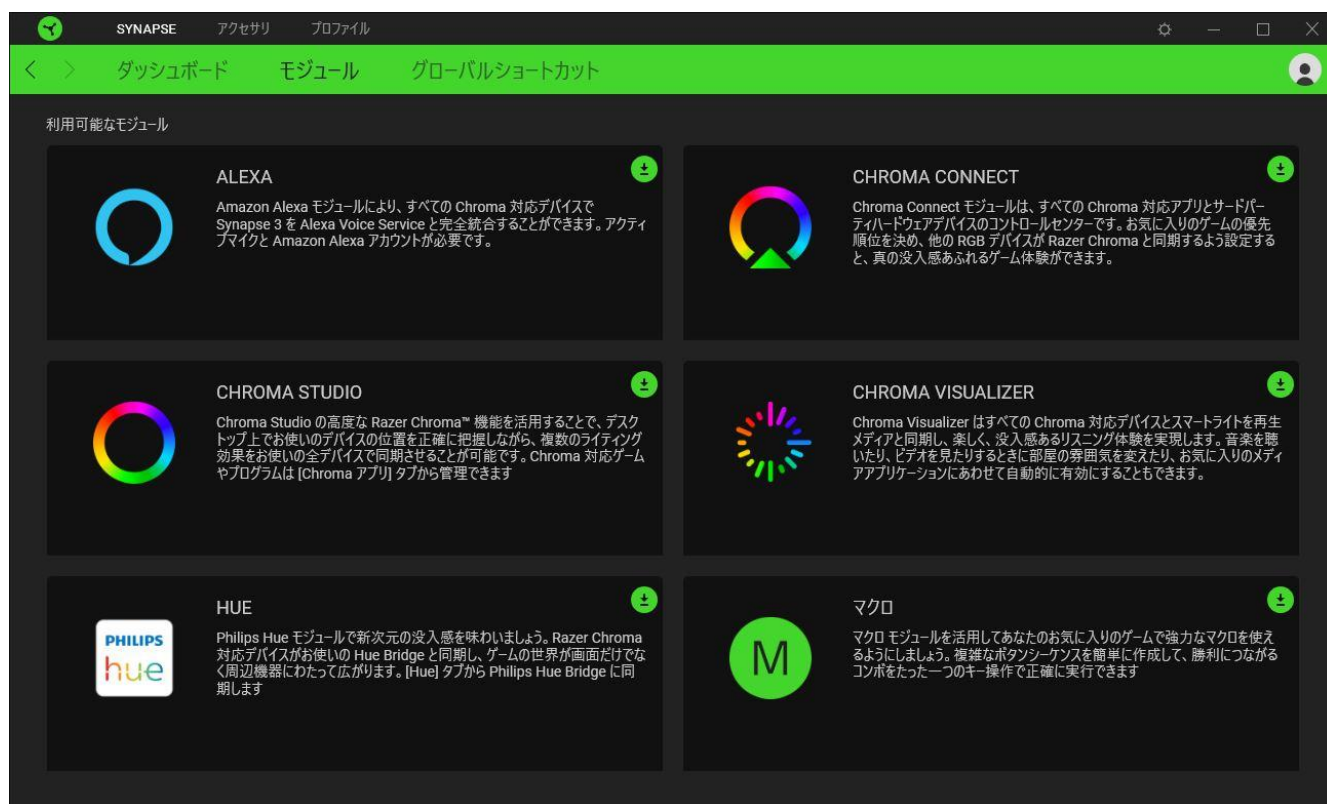 SYNAPSE アクセサリ プロファイル
ダッシュボード モジュール グローバルショートカット
利用可能なモジュール
ALEXA
Amazon Alexa モジュールにより、すべての Chroma 対応デバイスで
Synapse 3 を Alexa Voice Service と完全統合することができます。アクティ
ブマイクと Amazon Alexa アカウントが必要です。
CHROMA CONNECT
Chroma Connect モジュールは、すべての Chroma 対応アプリとサードパー
ティハードウェアデバイスのコントロールセンターです。お気に入りのゲームの優先
順位を決め、他の RGB デバイスが Razer Chroma と同期するよう設定する
と、真の没入感あふれるゲーム体験ができます。
CHROMA STUDIO
Chroma Studio の高度な Razer Chroma™ 機能を活用することで、デスク
トップ上でお使いのデバイスの位置を正確に把握しながら、複数のライティング
効果をお使いの全デバイスで同期させることが可能です。Chroma 対応ゲーム
やプログラムは [Chroma アプリ] タブから管理できます
CHROMA VISUALIZER
Chroma Visualizer はすべての Chroma 対応デバイスとスマートライトを再生
メディアと同期し、楽しく、没入感あるリスニング体験を実現します。音楽を聴
いたり、ビデオを見たりするときに部屋の雰囲気を変えたり、お気に入りのメディ
アアプリケーションにあわせて自動的に有効にすることもできます。
PHILIPS
hue
HUE
Philips Hue モジュールで新次元の没入感を味わいましょう。Razer Chroma
対応デバイスがお使いの Hue Bridge と同期し、ゲームの世界が画面だけでな
く周辺機器にわたって広がります。[Hue] タブから Philips Hue Bridge に同
期します
M
マクロ
マクロ モジュールを活用してあなたのお気に入りのゲームで強力なマクロを使え
るようにしましょう。複雑なボタンシーケンスを簡単に作成して、勝利につながる
コンボをたった一つのキー操作で正確に実行できます